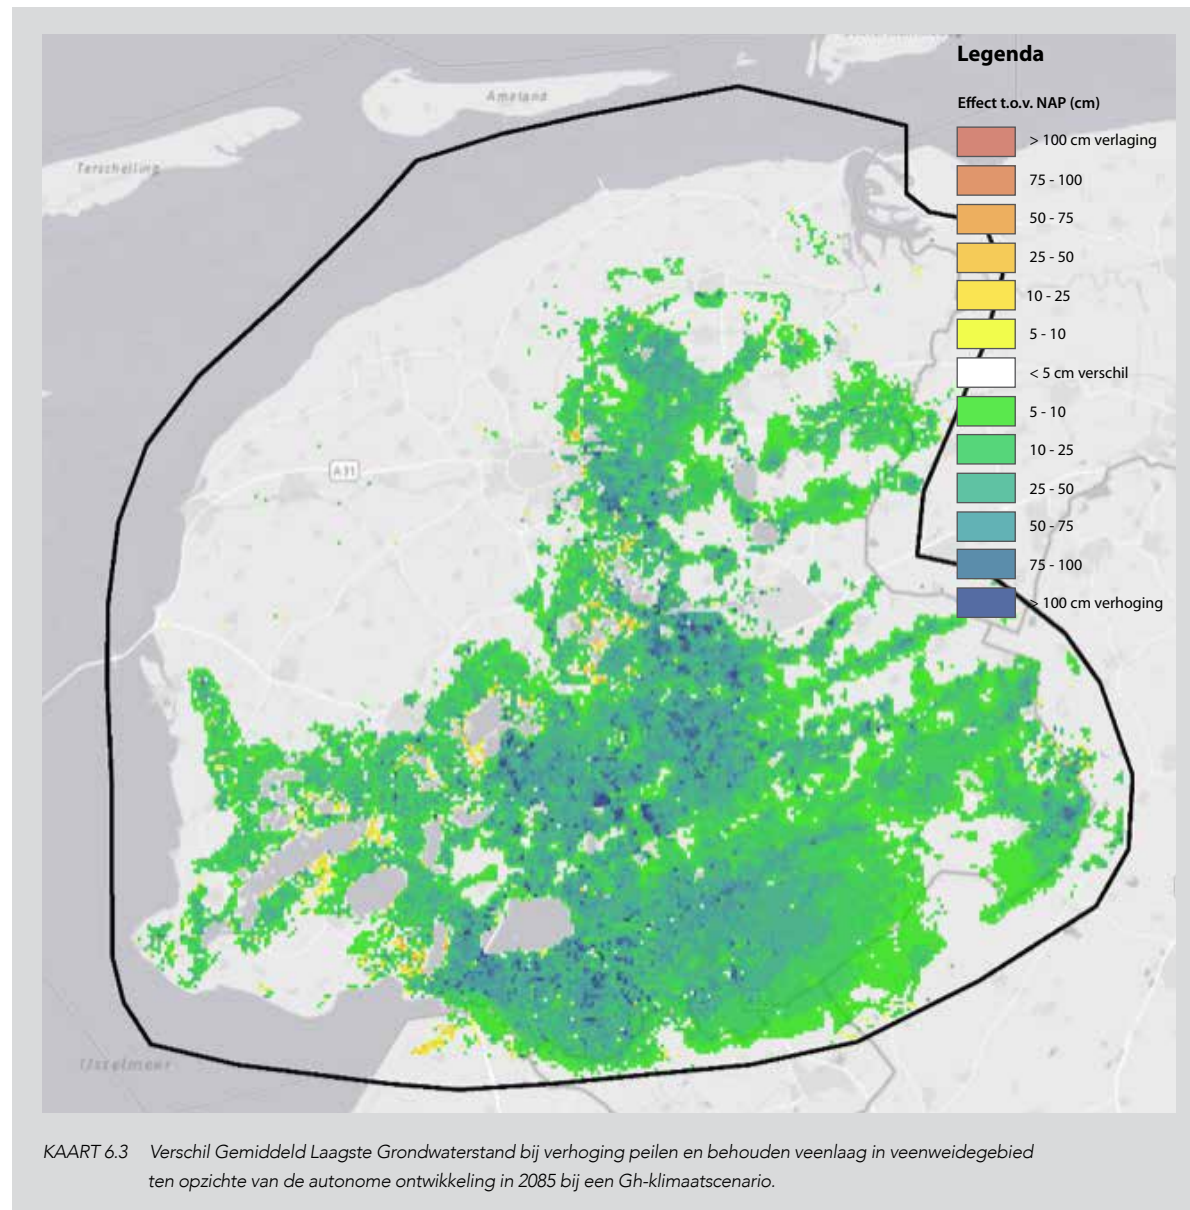 Legenda
Effect t.o.v. NAP (cm)
> 100 cm verlaging
75 - 100
50 - 75
25 - 50
10 - 25
5 - 10
< 5 cm verschil
5 - 10
10 - 25
25 - 50
50 - 75
75 - 100
> 100 cm verhoging
Ameland
Terschelling
A31
IJsselmeer
KAART 6.3 Verschil Gemiddeld Laagste Grondwaterstand bij verhoging peilen en behouden veenlaag in veenweidegebied
ten opzichte van de autonome ontwikkeling in 2085 bij een Gh-klimaatscenario.